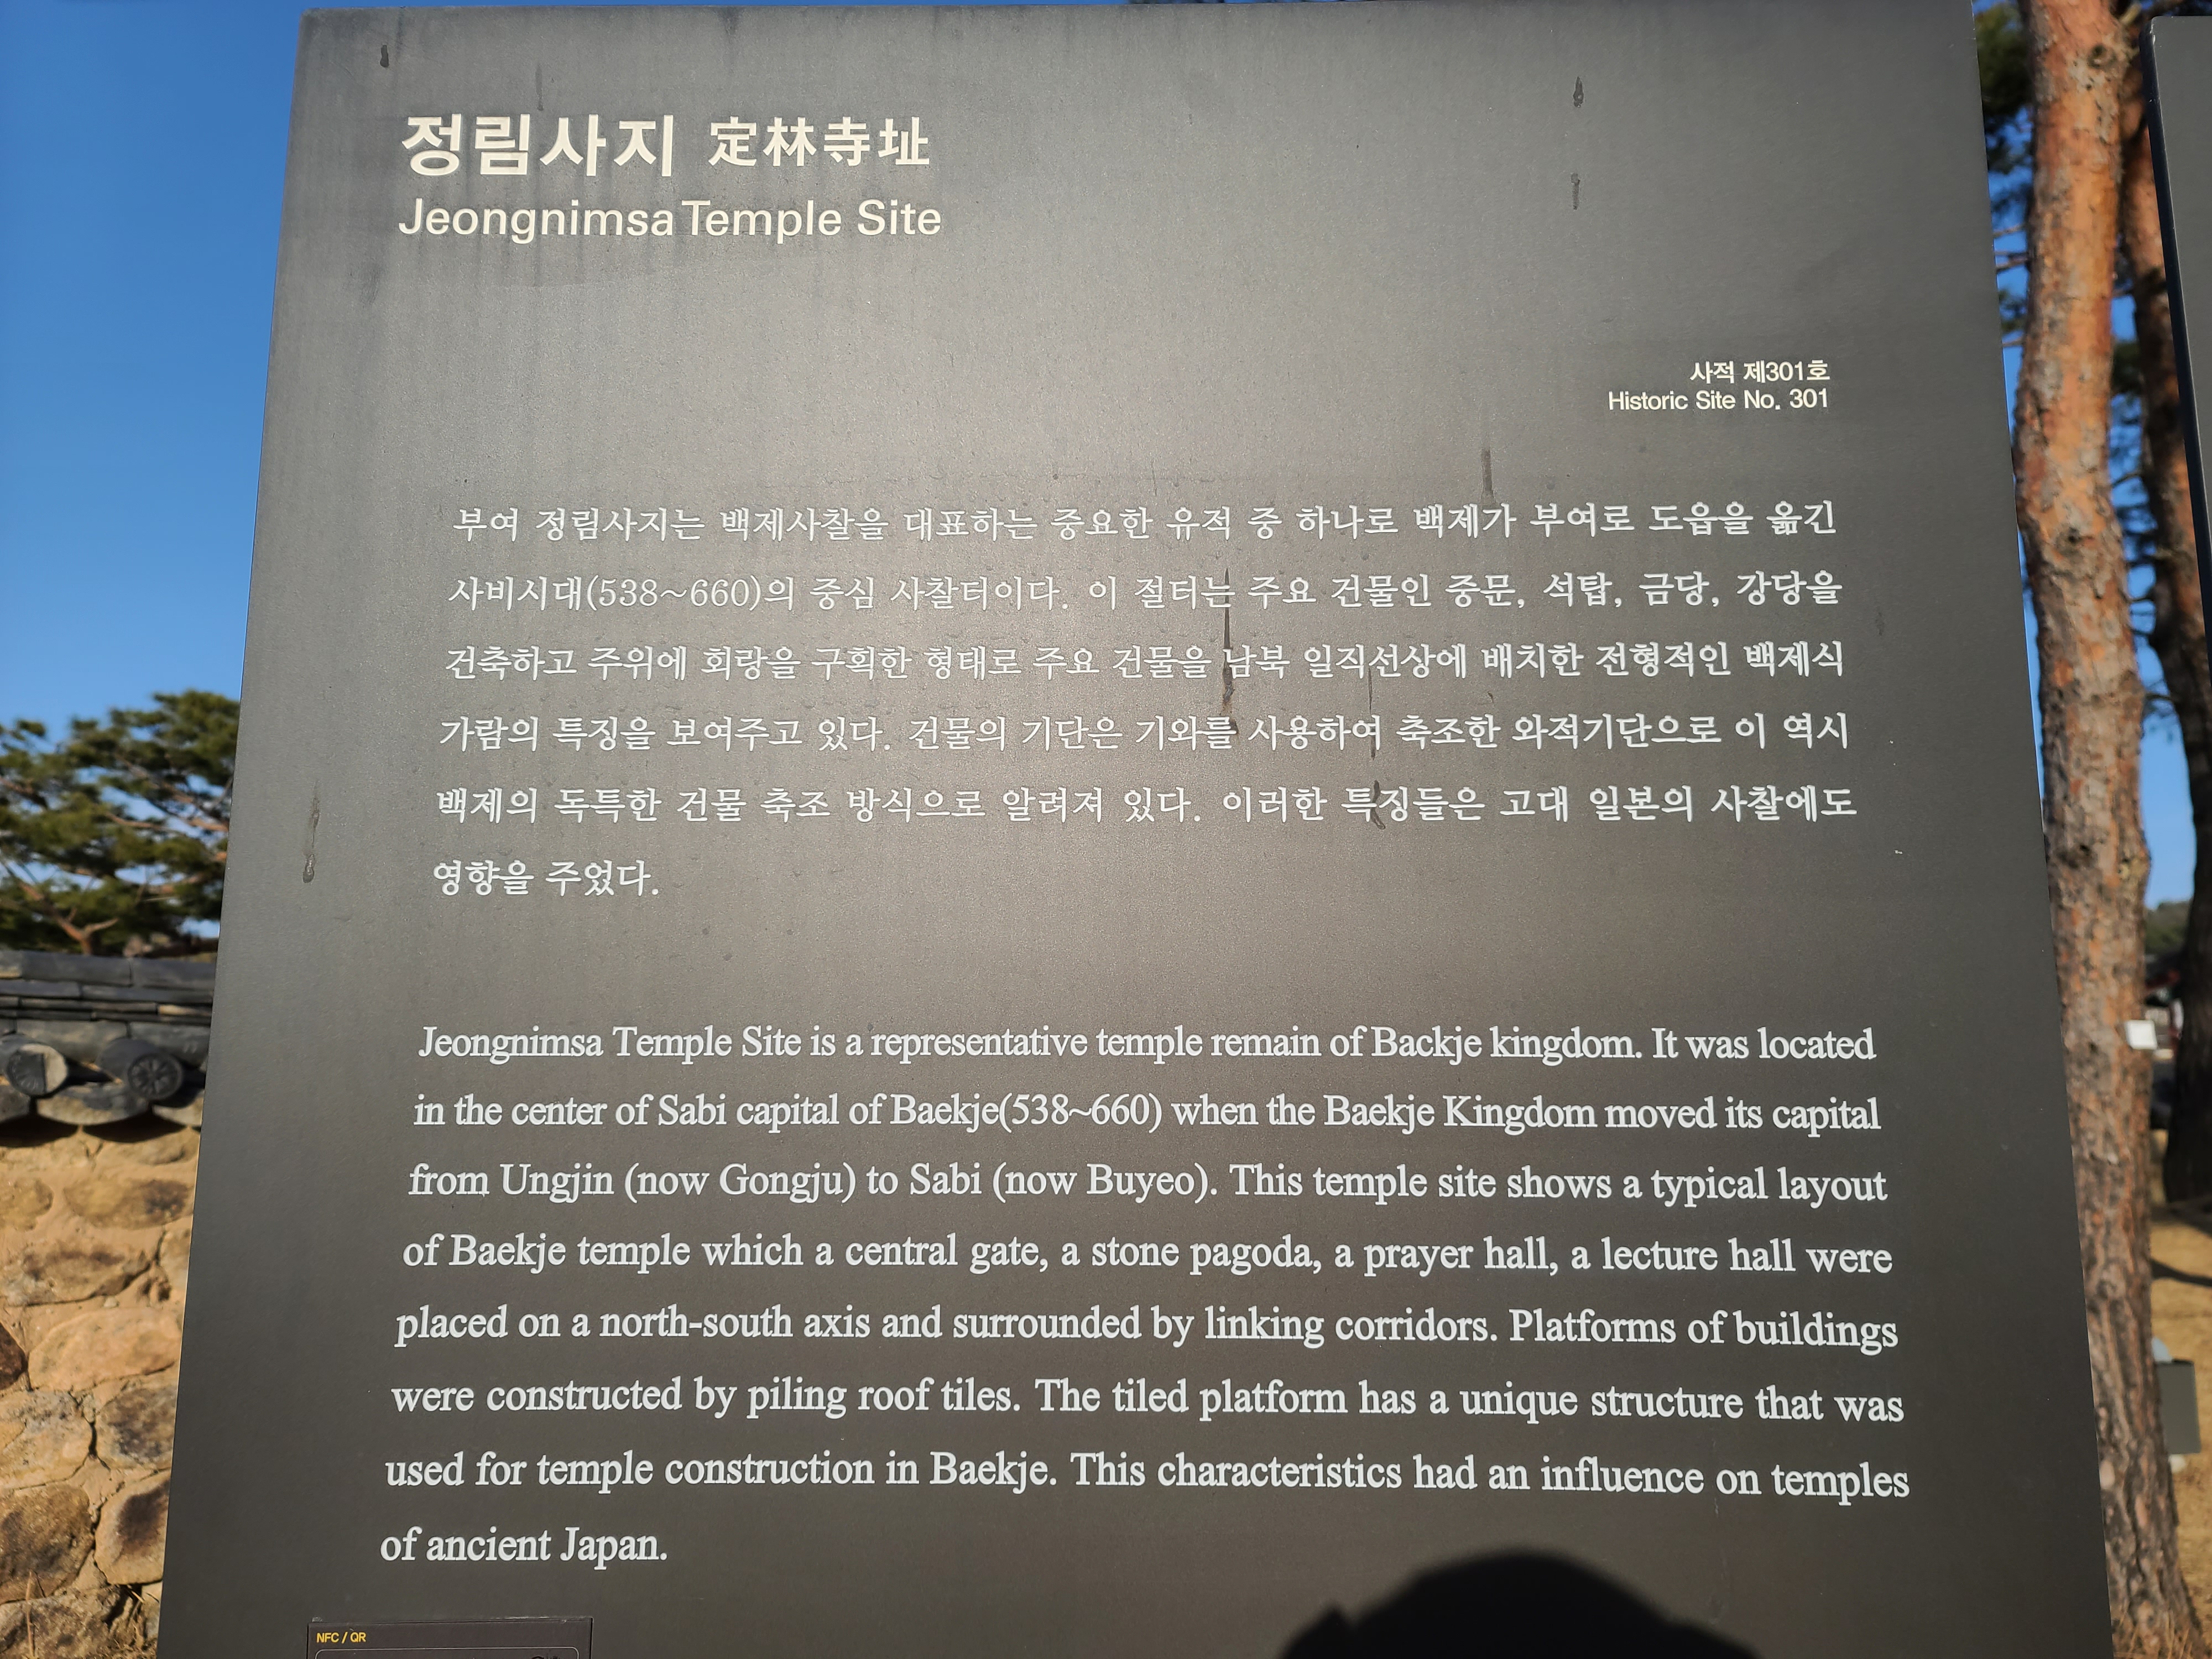 정림사지 定林寺址
Jeongnimsa Temple Site
사적 제301호
Historic Site No. 301
부여 정림사지는 백제사찰을 대표하는 중요한 유적 중 하나로 백제가 부여로 도읍을 옮긴
사비시대(538~660)의 중심 사찰터이다. 이 절터는 주요 건물인 중문, 석탑, 금당, 강당을
건축하고 주위에 회랑을 구획한 형태로 주요 건물을 남북 일직선상에 배치한 전형적인 백제식
가람의 특징을 보여주고 있다. 건물의 기단은 기와를 사용하여 축조한 와적기단으로 이 역시
백제의 독특한 건물 축조 방식으로 알려져 있다. 이러한 특징들은 고대 일본의 사찰에도
영향을 주었다.
Jeongnimsa Temple Site is a representative temple remain of Backje kingdom. It was located
in the center of Sabi capital of Baekje(538~660) when the Baekje Kingdom moved its capital
from Ungjin (now Gongju) to Sabi (now Buyeo). This temple site shows a typical layout
of Baekje temple which a central gate, a stone pagoda, a prayer hall, a lecture hall were
placed on a north-south axis and surrounded by linking corridors. Platforms of buildings
were constructed by piling roof tiles. The tiled platform has a unique structure that was
used for temple construction in Baekje. This characteristics had an influence on temples
of ancient Japan.
NFC / QR